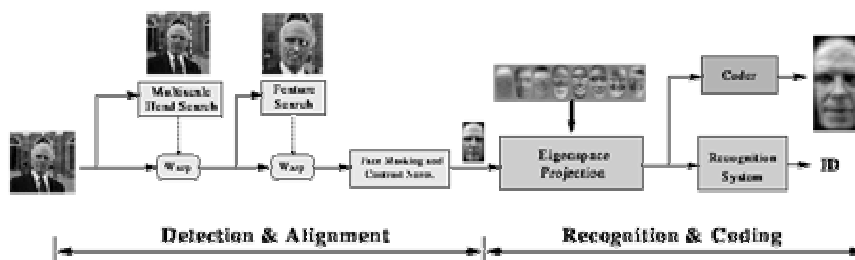 Multiscale
Head Search
Feature
Search
Warp
Warp
Face Masking and
Contrast Norm.
Eigenspace
Projection
Coder
Recognition
System
ID
Detection & Alignment
Recognition & Coding